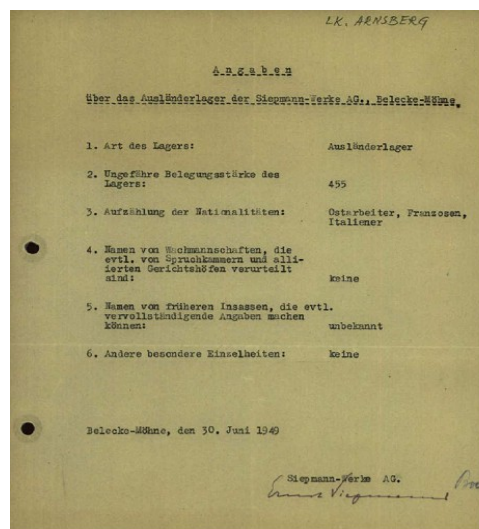 LK. ARNSBERG
Angaben
über das Ausländerlager der Siepmann-Werke AG., Belecke-Möhne.
1. Art des Lagers: Ausländerlager
2. Ungefähre Belegungsstärke des
Lagers: 455
3. Aufzählung der Nationalitäten: Ostarbeiter, Franzosen,
Italiener
4. Namen von Wachmannschaften, die
evtl. von Spruchkammern und alli-
ierten Gerichtshöfen verurteilt
sind: keine
5. Namen von früheren Insassen, die evtl.
vervollständigende Angaben machen
können: unbekannt
6. Andere besondere Einzelheiten: keine
Belecke-Möhne, den 30. Juni 1949
Siepmann-Werke AG.
Siepmann